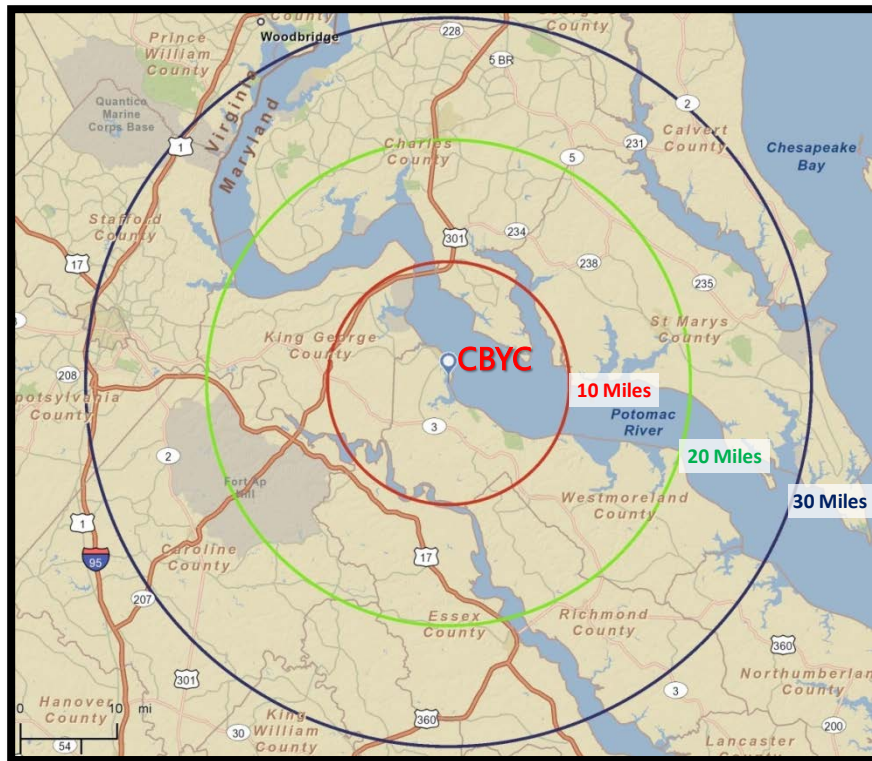 County
County
Prince
William
County
Woodbridge
228
5 BR
Quantico
Marine
Corps Base
Virginia
Maryland
1
2
Charles
County
Calvert
County
231
Chesapeake
Bay
5
Stafford
County
17
301
234
238
235
King George
County
St Marys
County
CBYC
10 Miles
208
potsylvania
County
2
3
Potomac
River
20 Miles
Fort Ap
Hill
Westmoreland
County
30 Miles
1
95
Caroline
County
17
207
Essex
County
Richmond
County
360
301
Northumberlan
County
3
Hanover
County
0 10 mi
54
30
King
William
County
360
200
Lancaster
County